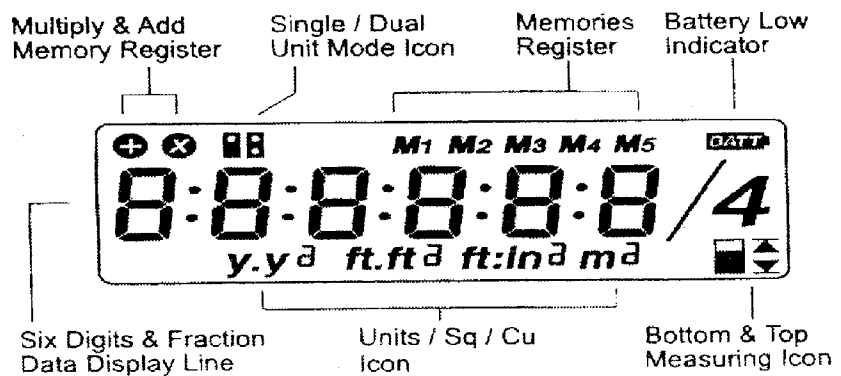 Multiply & Add
Memory Register
Single / Dual
Unit Mode Icon
Memories
Register
Battery Low
Indicator
+ x
M1 M2 M3 M4 M5
BATT
8:8:8:8:8:8/4
y.y ft.ft ft:in m
Six Digits & Fraction
Data Display Line
Units / Sq / Cu
Icon
Bottom & Top
Measuring Icon